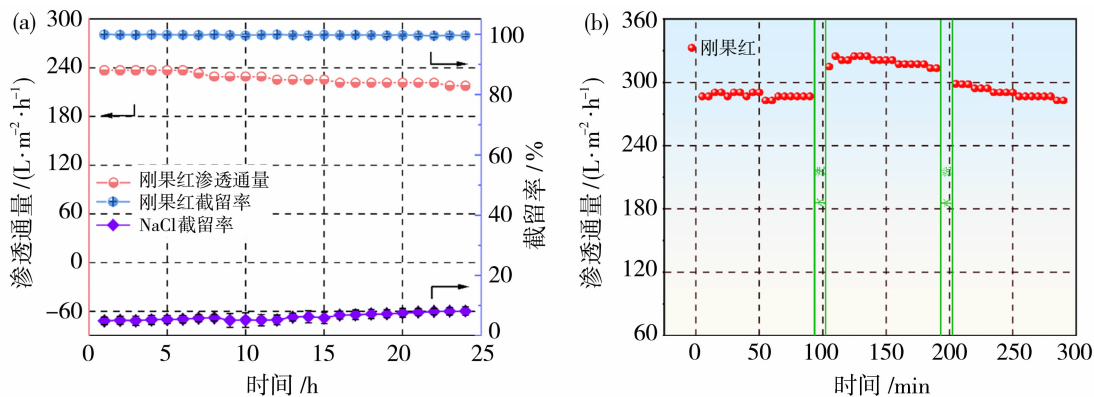 (a)
300
240
180
120
60
0
−60
渗透通量 /(L·m⁻²·h⁻¹)
100
80
60
40
20
0
截留率 / %
刚果红渗透通量
刚果红截留率
NaCl截留率
0 5 10 15 20 25
时间 /h
(b)
360
300
240
180
120
60
渗透通量 /(L·m⁻²·h⁻¹)
刚果红
0 50 100 150 200 250 300
时间 /min